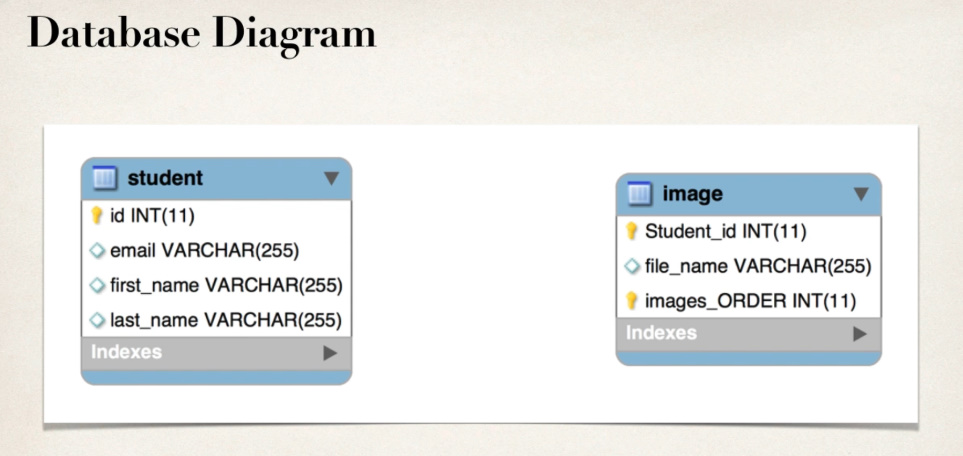 Database Diagram
student
id INT(11)
email VARCHAR(255)
first_name VARCHAR(255)
last_name VARCHAR(255)
Indexes
image
Student_id INT(11)
file_name VARCHAR(255)
images_ORDER INT(11)
Indexes